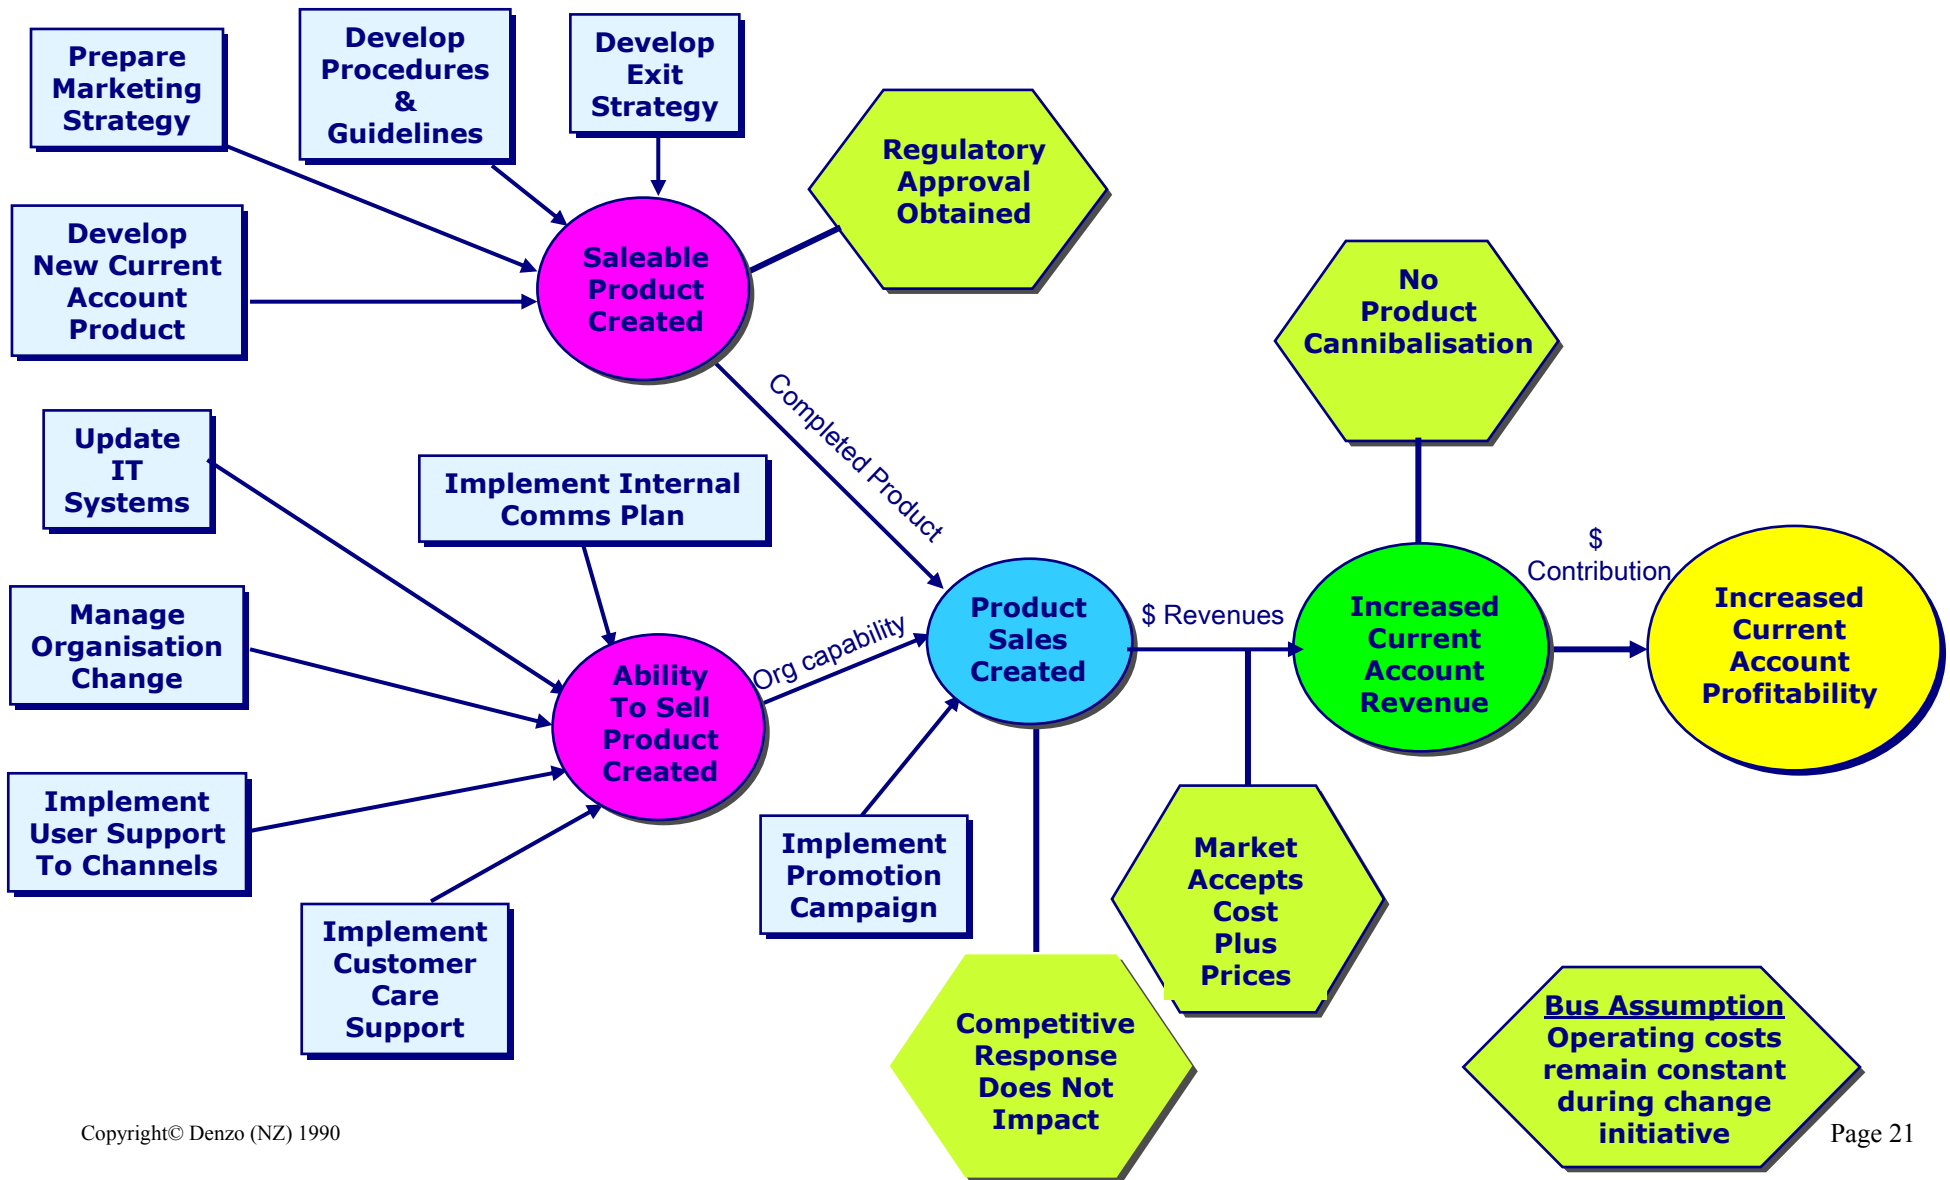 Prepare
Marketing
Strategy
Develop
Procedures
&
Guidelines
Develop
Exit
Strategy
Regulatory
Approval
Obtained
Develop
New Current
Account
Product
Saleable
Product
Created
No
Product
Cannibalisation
Completed Product
Update
IT
Systems
Implement Internal
Comms Plan
Manage
Organisation
Change
Ability
To Sell
Product
Created
Org capability
Product
Sales
Created
$ Revenues
Increased
Current
Account
Revenue
$
Contribution
Increased
Current
Account
Profitability
Implement
User Support
To Channels
Implement
Customer
Care
Support
Implement
Promotion
Campaign
Market
Accepts
Cost
Plus
Prices
Competitive
Response
Does Not
Impact
Bus Assumption
Operating costs
remain constant
during change
initiative
Copyright© Denzo (NZ) 1990
Page 21